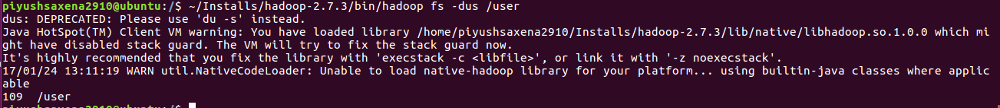 piyushsaxena2910@ubuntu:/$ ~/Installs/hadoop-2.7.3/bin/hadoop fs -dus /user
dus: DEPRECATED: Please use 'du -s' instead.
Java HotSpot(TM) Client VM warning: You have loaded library /home/piyushsaxena2910/Installs/hadoop-2.7.3/lib/native/libhadoop.so.1.0.0 which mi
ght have disabled stack guard. The VM will try to fix the stack guard now.
It's highly recommended that you fix the library with 'execstack -c <libfile>', or link it with '-z noexecstack'.
17/01/24 13:11:19 WARN util.NativeCodeLoader: Unable to load native-hadoop library for your platform... using builtin-java classes where applic
able
109  /user
piyushsaxena2910@ubuntu:/$